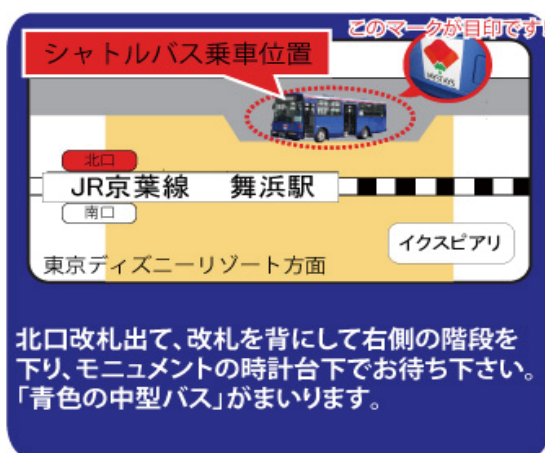 このマークが目印です!
シャトルバス乗車位置
MYSTAYS
北口
JR京葉線 舞浜駅
南口
イクスピアリ
東京ディズニーリゾート方面
北口改札出て、改札を背にして右側の階段を
下り、モニュメントの時計台下でお待ち下さい。
「青色の中型バス」がまいります。